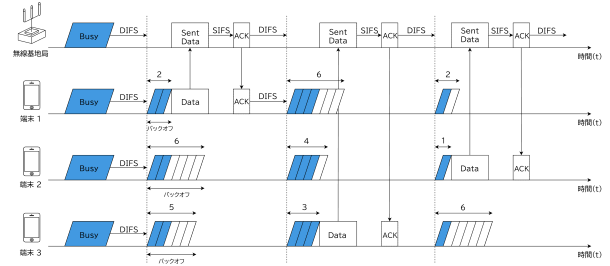 Busy DIFS Sent Data SIFS ACK DIFS Sent Data SIFS ACK DIFS Sent Data SIFS ACK DIFS
無線基地局
時間(t)
2 6 2
Busy DIFS Data ACK DIFS
端末 1
バックオフ
時間(t)
6 4 1
Busy DIFS Data ACK
端末 2
バックオフ
時間(t)
5 3 6
Busy DIFS Data ACK
端末 3
バックオフ
時間(t)